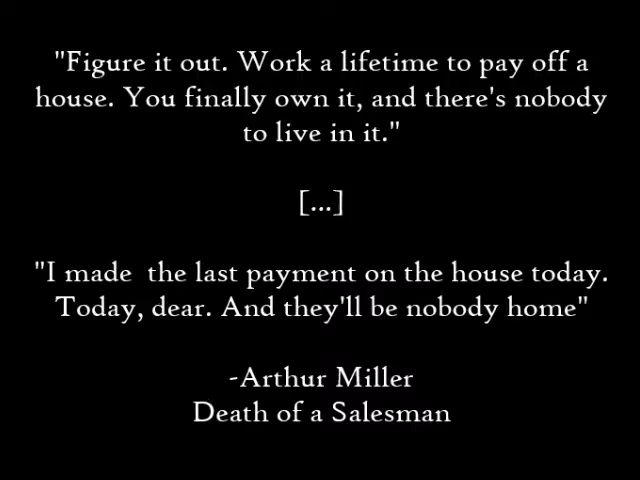 "Figure it out. Work a lifetime to pay off a
house. You finally own it, and there's nobody
to live in it."
[...]
"I made  the last payment on the house today.
Today, dear. And they'll be nobody home"
-Arthur Miller
Death of a Salesman